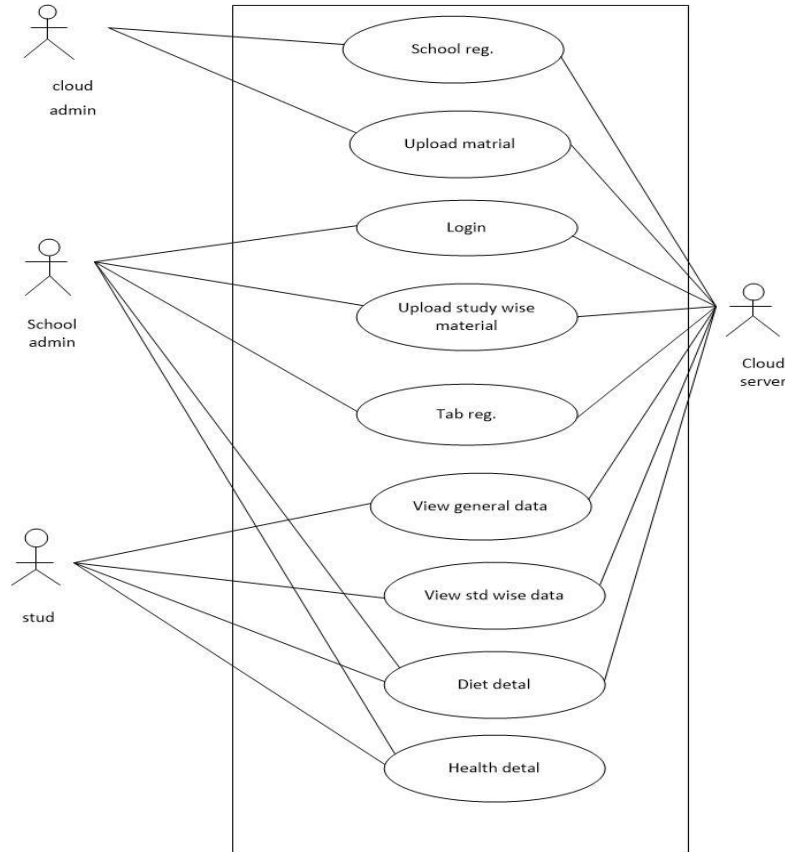 cloud
admin
School reg.
Upload matrial
Login
School
admin
Upload study wise
material
Cloud
server
Tab reg.
View general data
stud
View std wise data
Diet detal
Health detal